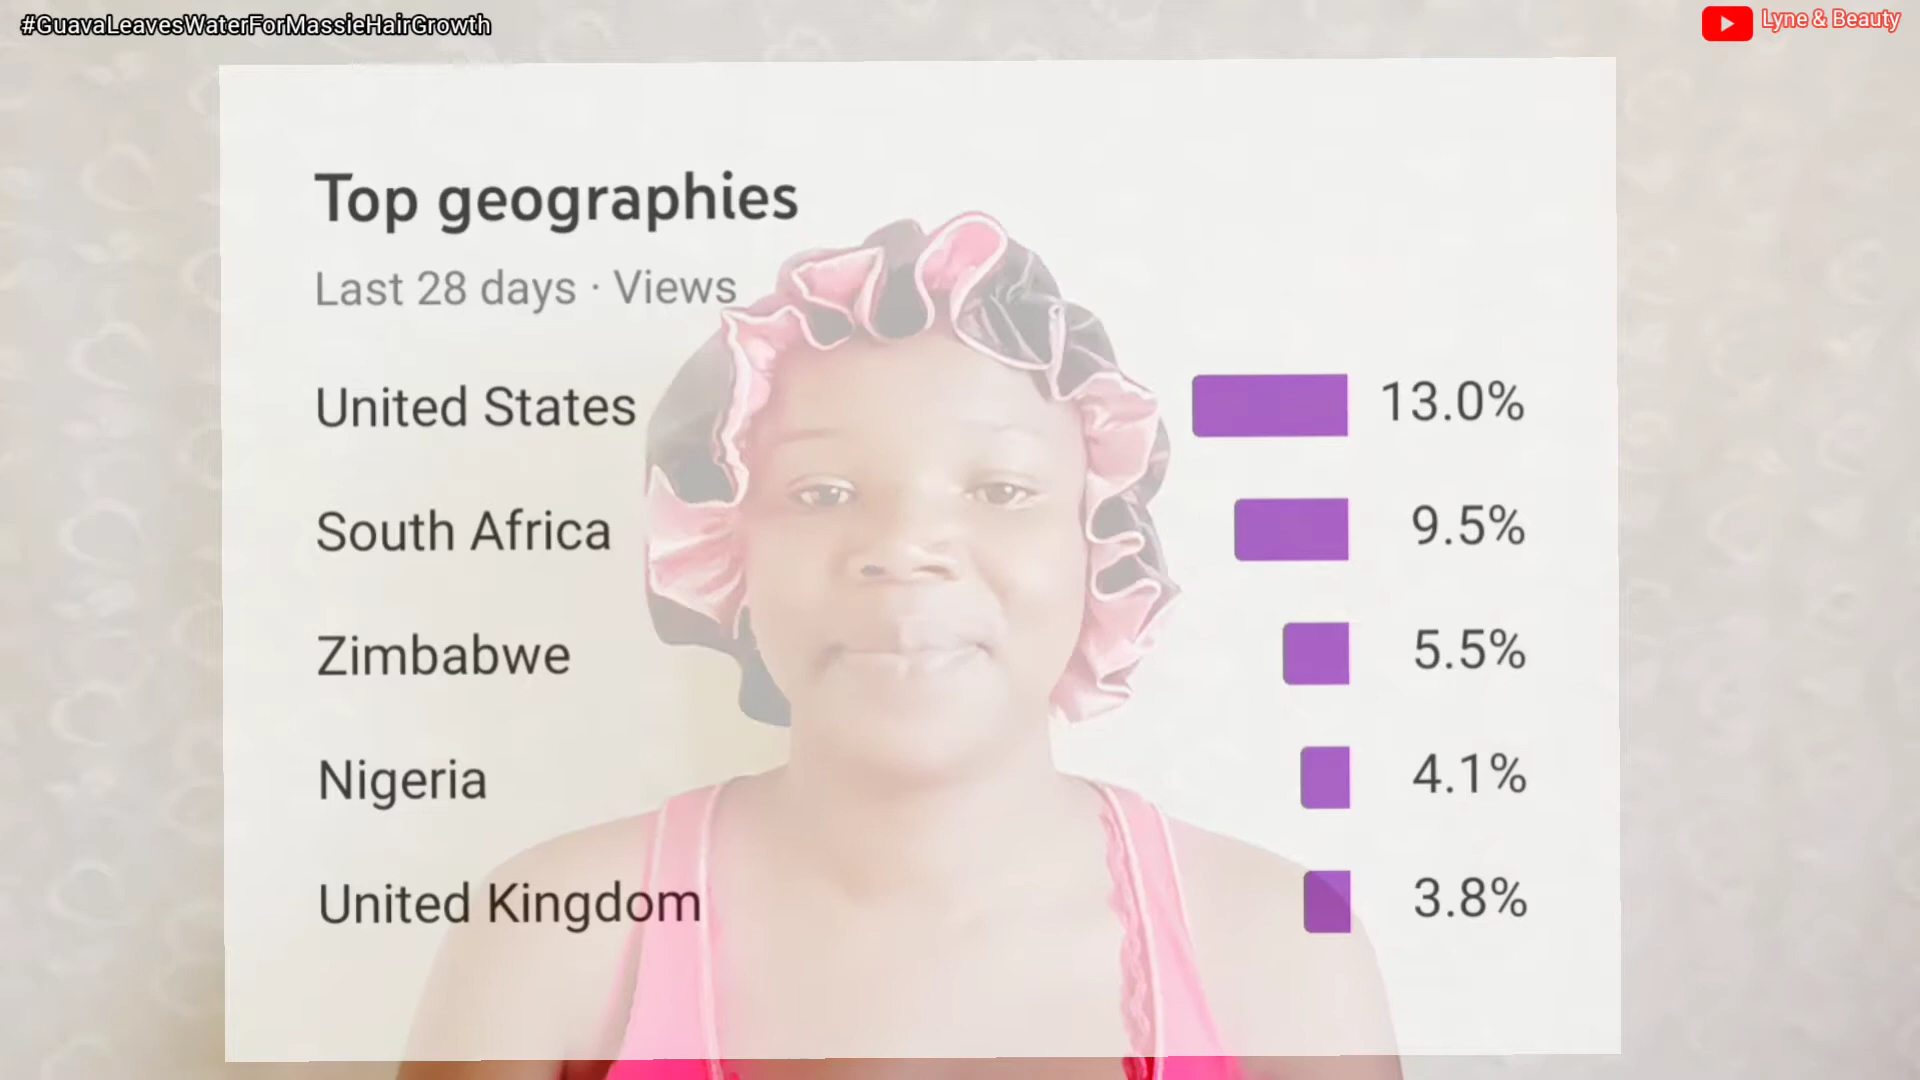 #GuavaLeavesWaterForMassieHairGrowth
Lyne & Beauty
Top geographies
Last 28 days · Views
United States 13.0%
South Africa 9.5%
Zimbabwe 5.5%
Nigeria 4.1%
United Kingdom 3.8%